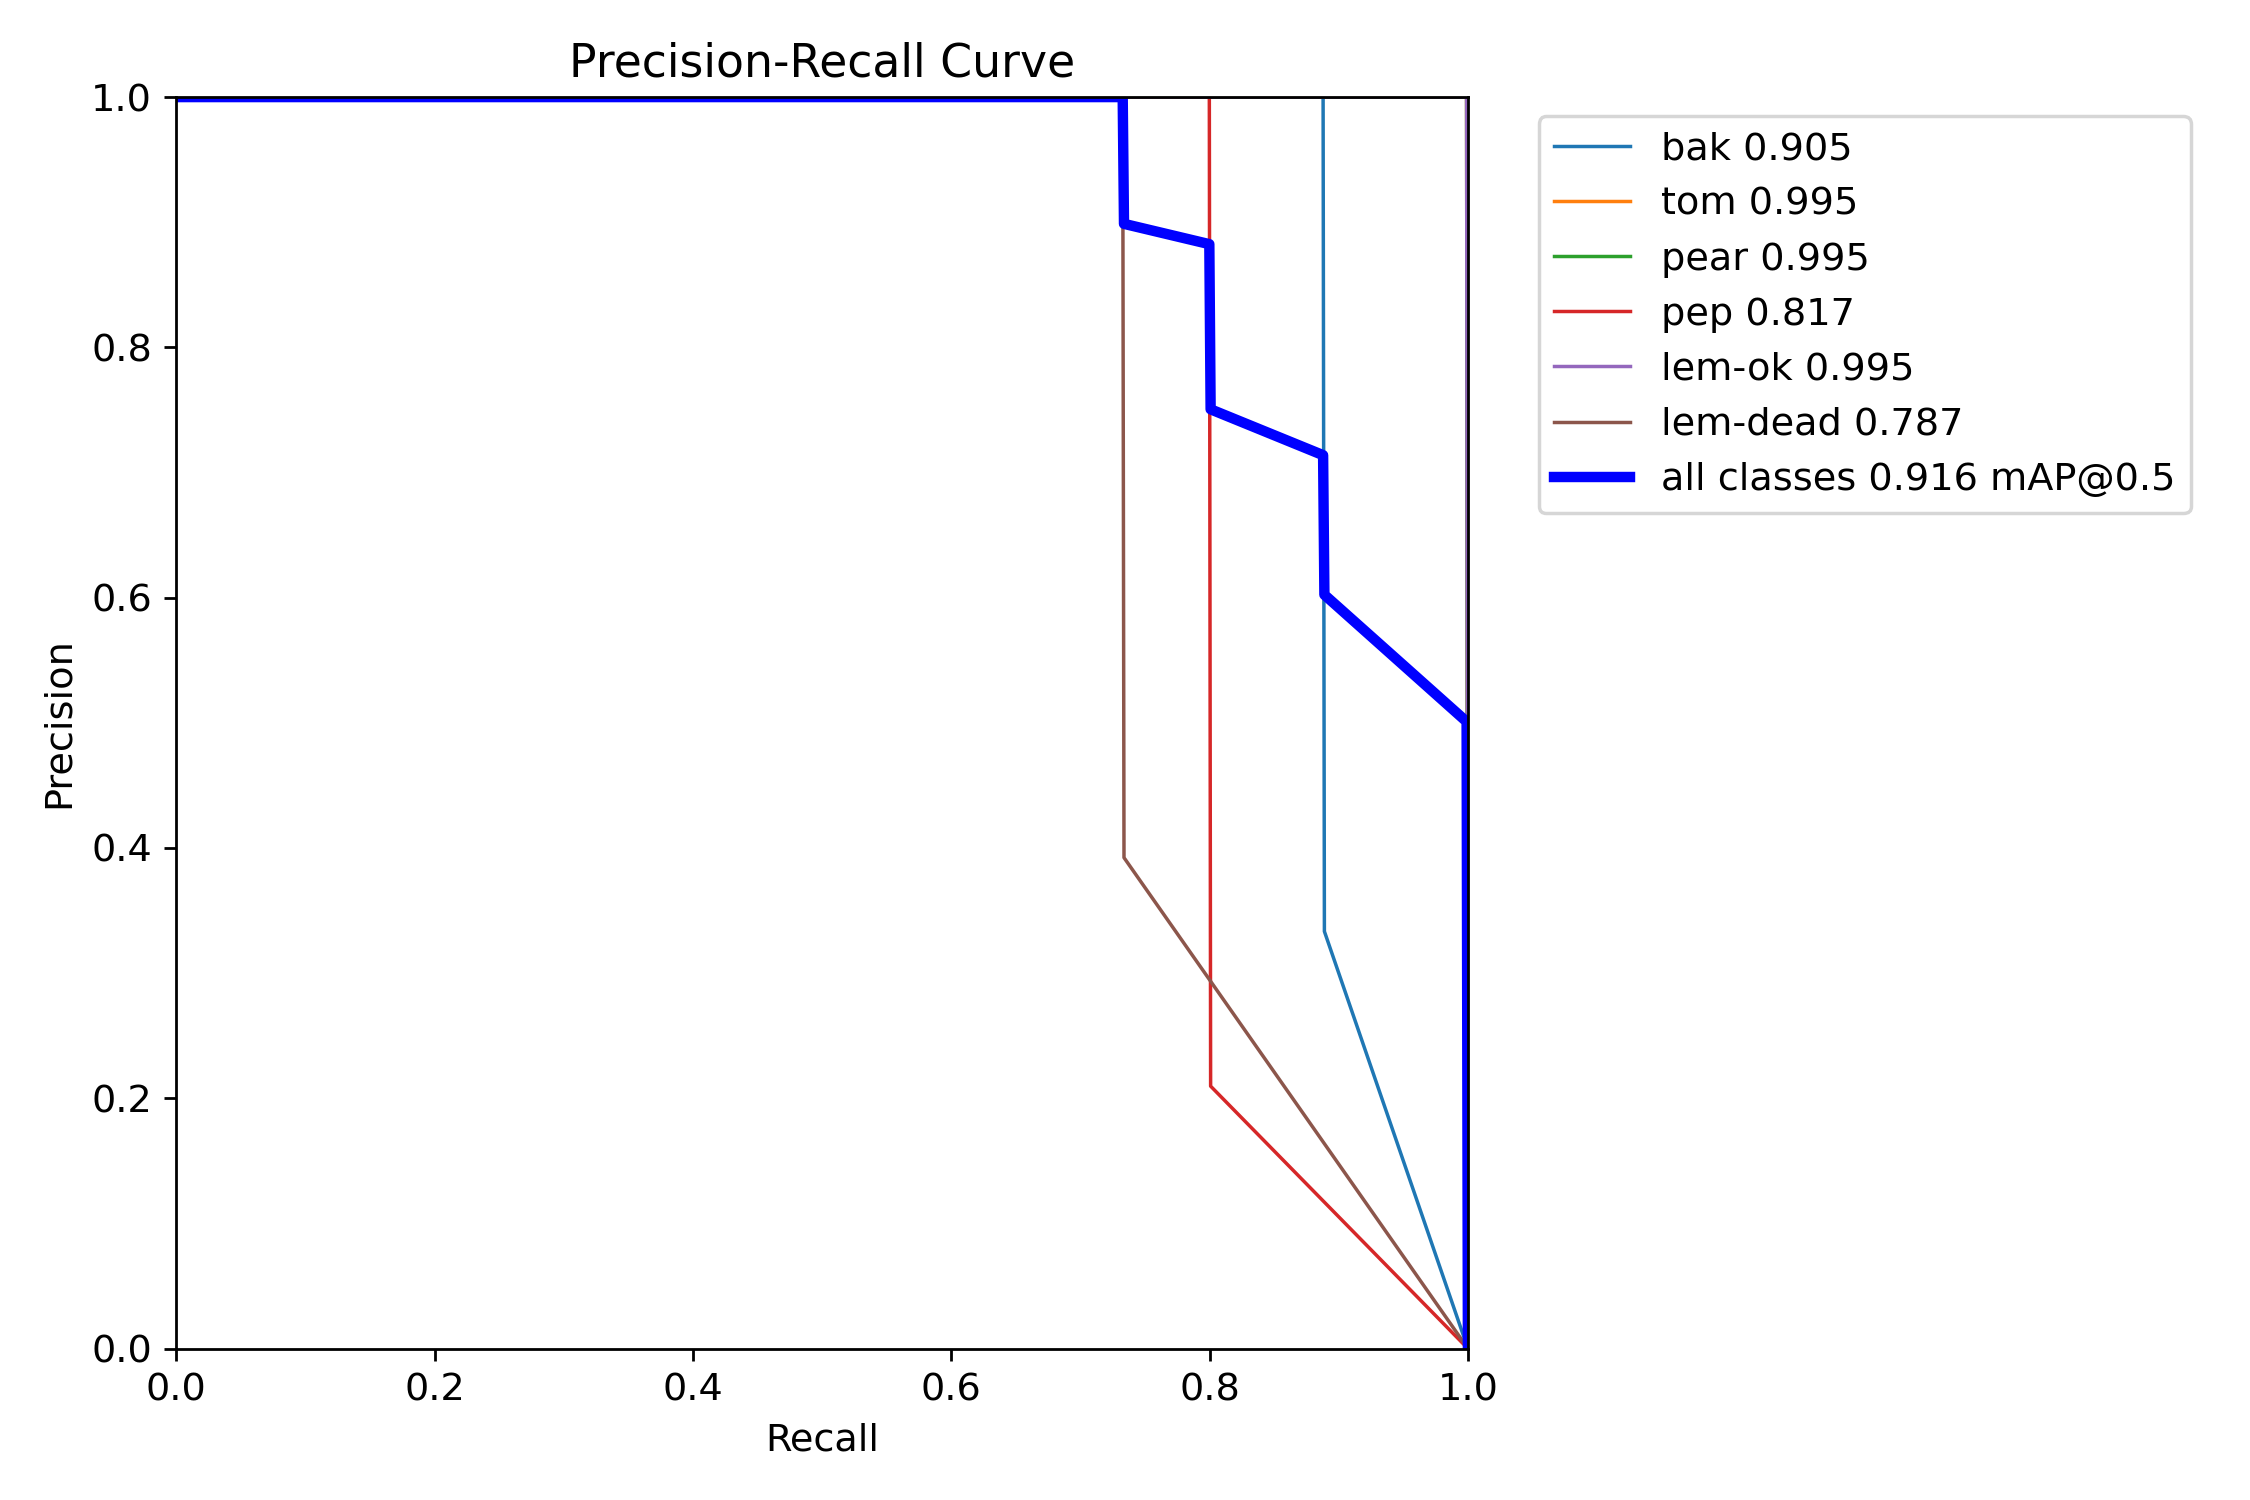 Precision-Recall Curve
1.0
0.8
0.6
0.4
0.2
0.0
Precision
0.0 0.2 0.4 0.6 0.8 1.0
Recall
bak 0.905
tom 0.995
pear 0.995
pep 0.817
lem-ok 0.995
lem-dead 0.787
all classes 0.916 mAP@0.5